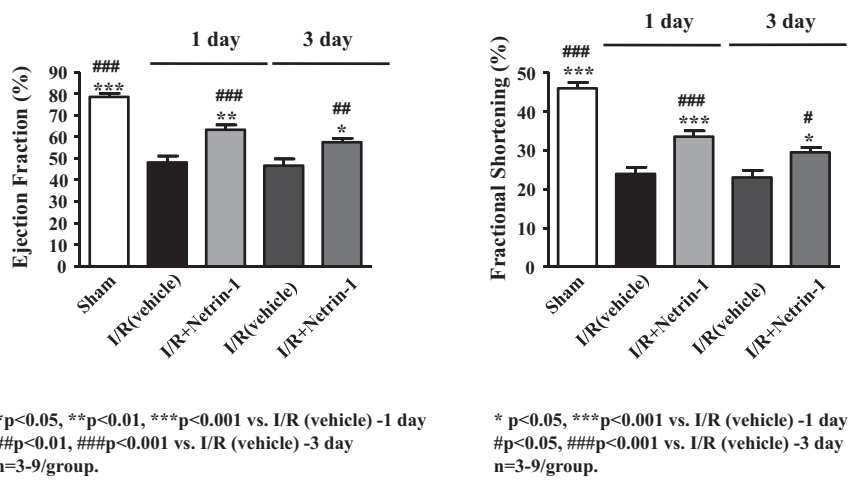 1 day 3 day
###
***
###
**
##
*
Ejection Fraction (%)
90
80
70
60
50
40
30
20
10
0
Sham
I/R(vehicle)
I/R+Netrin-1
I/R(vehicle)
I/R+Netrin-1
*p<0.05, **p<0.01, ***p<0.001 vs. I/R (vehicle) -1 day
##p<0.01, ###p<0.001 vs. I/R (vehicle) -3 day
n=3-9/group.
1 day 3 day
###
***
###
***
#
*
Fractional Shortening (%)
50
40
30
20
10
0
Sham
I/R(vehicle)
I/R+Netrin-1
I/R(vehicle)
I/R+Netrin-1
* p<0.05, ***p<0.001 vs. I/R (vehicle) -1 day
#p<0.05, ###p<0.001 vs. I/R (vehicle) -3 day
n=3-9/group.